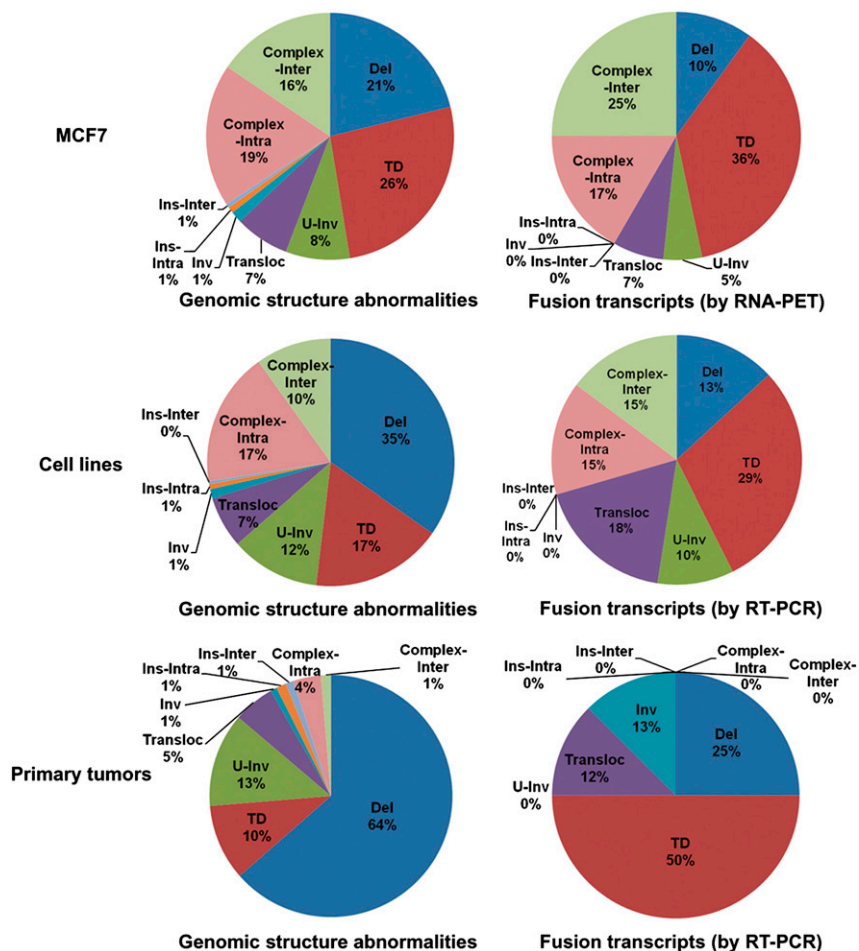 MCF7
Complex
-Inter
16%
Del
21%
Complex
-Intra
19%
TD
26%
Ins-Inter
1%
Ins-
Intra
1%
Inv
1%
Transloc
7%
U-Inv
8%
Genomic structure abnormalities
Complex
-Inter
25%
Del
10%
TD
36%
Complex-
Intra
17%
Ins-Intra
0%
Inv
0%
Ins-Inter
0%
Transloc
7%
U-Inv
5%
Fusion transcripts (by RNA-PET)
Cell lines
Complex-
Inter
10%
Del
35%
Ins-Inter
0%
Complex-
Intra
17%
Ins-Intra
1%
Transloc
7%
Inv
1%
U-Inv
12%
TD
17%
Genomic structure abnormalities
Complex-
Inter
15%
Del
13%
Complex-
Intra
15%
TD
29%
Ins-Inter
0%
Ins-
Intra
0%
Inv
0%
Transloc
18%
U-Inv
10%
Fusion transcripts (by RT-PCR)
Primary tumors
Ins-Inter
1%
Complex-
Intra
4%
Complex-
Inter
1%
Ins-Intra
1%
Inv
1%
Transloc
5%
U-Inv
13%
TD
10%
Del
64%
Genomic structure abnormalities
Ins-Intra
0%
Ins-Inter
0%
Complex-
Intra
0%
Complex-
Inter
0%
Inv
13%
Del
25%
Transloc
12%
U-Inv
0%
TD
50%
Fusion transcripts (by RT-PCR)